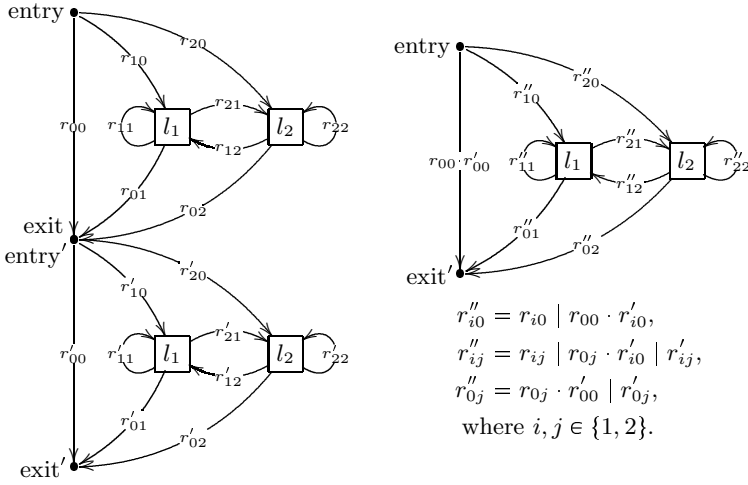 entry
r₁₀
r₂₀
r₀₀
r₁₁
l₁
r₂₁
r₁₂
l₂
r₂₂
r₀₁
r₀₂
exit
entry′
r′₁₀
r′₂₀
r′₀₀
r′₁₁
l₁
r′₂₁
r′₁₂
l₂
r′₂₂
r′₀₁
r′₀₂
exit′
entry
r″₁₀
r″₂₀
r₀₀·r′₀₀
r″₁₁
l₁
r″₂₁
r″₁₂
l₂
r″₂₂
r″₀₁
r″₀₂
exit′
r″ᵢ₀ = rᵢ₀ | r₀₀ · r′ᵢ₀,
r″ᵢⱼ = rᵢⱼ | r₀ⱼ · r′ᵢ₀ | r′ᵢⱼ,
r″₀ⱼ = r₀ⱼ · r′₀₀ | r′₀ⱼ,
where i, j ∈ {1, 2}.